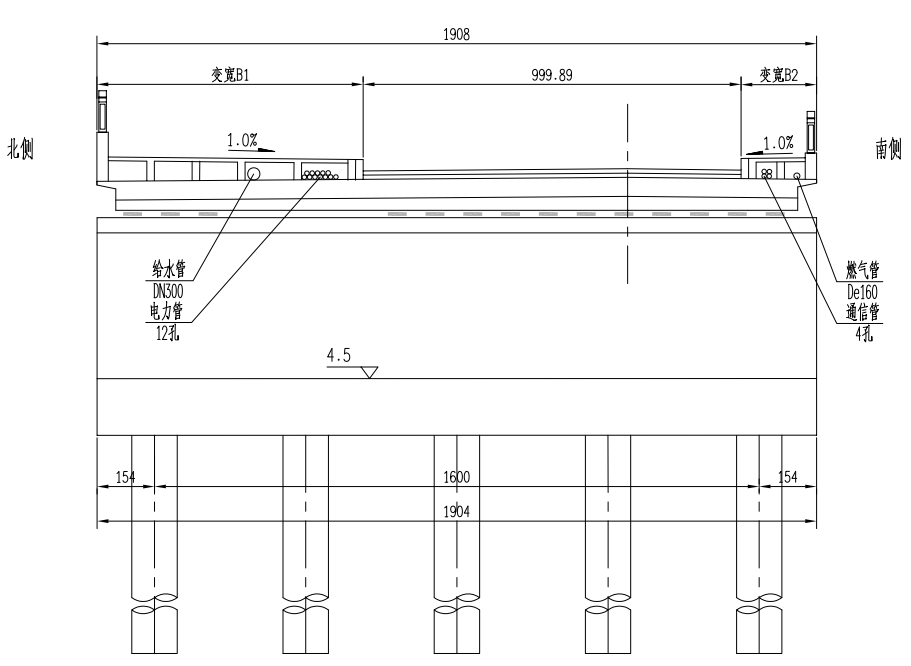 1908
变宽B1
999.89
变宽B2
北侧
1.0%
1.0%
南侧
给水管
DN300
电力管
12孔
燃气管
De160
通信管
4孔
4.5
154
1600
154
1904